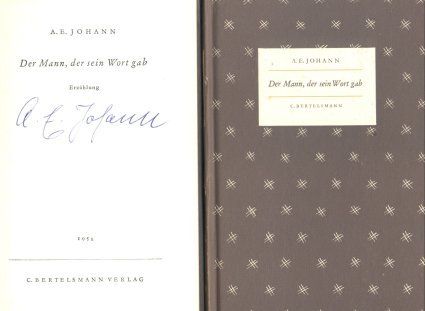 A. E. JOHANN
Der Mann, der sein Wort gab
Erzählung
A. E. Johann
1954
C. BERTELSMANN VERLAG
A. E. JOHANN
Der Mann, der sein Wort gab
C. BERTELSMANN